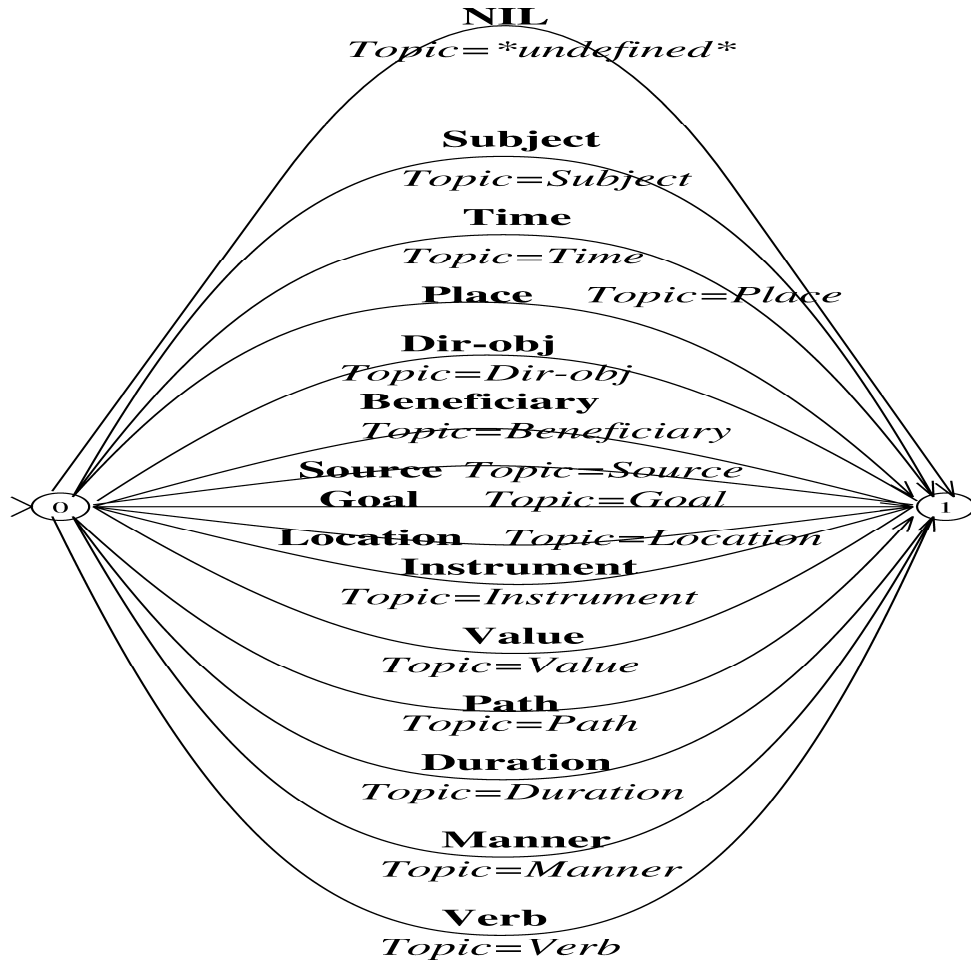 NIL
Topic=*undefined*
Subject
Topic=Subject
Time
Topic=Time
Place Topic=Place
Dir-obj
Topic=Dir-obj
Beneficiary
Topic=Beneficiary
Source Topic=Source
Goal Topic=Goal
0 1
Location Topic=Location
Instrument
Topic=Instrument
Value
Topic=Value
Path
Topic=Path
Duration
Topic=Duration
Manner
Topic=Manner
Verb
Topic=Verb